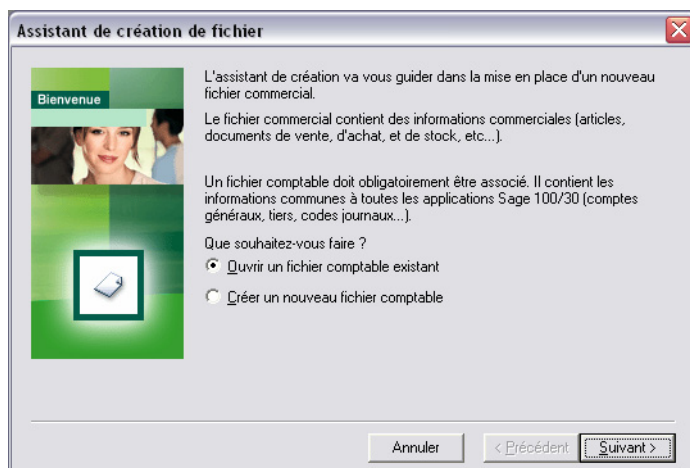 Assistant de création de fichier
Bienvenue
L'assistant de création va vous guider dans la mise en place d'un nouveau
fichier commercial.
Le fichier commercial contient des informations commerciales (articles,
documents de vente, d'achat, et de stock, etc...).
Un fichier comptable doit obligatoirement être associé. Il contient les
informations communes à toutes les applications Sage 100/30 (comptes
généraux, tiers, codes journaux...).
Que souhaitez-vous faire ?
Ouvrir un fichier comptable existant
Créer un nouveau fichier comptable
Annuler
< Précédent
Suivant >